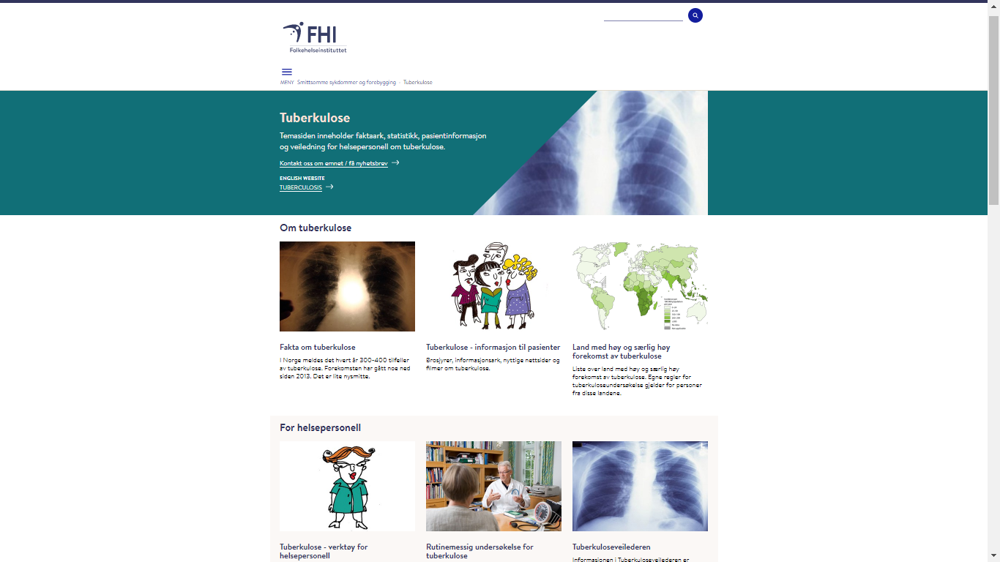 FHI
Folkehelseinstituttet
MENY Smittsomme sykdommer og forebygging - Tuberkulose
Tuberkulose
Temasiden inneholder faktaark, statistikk, pasientinformasjon
og veiledning for helsepersonell om tuberkulose.
Kontakt oss om emnet / få nyhetsbrev
ENGLISH WEBSITE
TUBERCULOSIS
Om tuberkulose
Fakta om tuberkulose
I Norge meldes det hvert år 300-400 tilfeller
av tuberkulose. Forekomsten har gått noe ned
siden 2013. Det er lite nysmitte.
Tuberkulose - informasjon til pasienter
Brosjyrer, informasjonsark, nyttige nettsider og
filmer om tuberkulose.
Land med høy og særlig høy
forekomst av tuberkulose
Liste over land med høy og særlig høy
forekomst av tuberkulose. Egne regler for
tuberkuloseundersøkelse gjelder for personer
fra disse landene.
For helsepersonell
Tuberkulose - verktøy for
helsepersonell
Rutinemessig undersøkelse for
tuberkulose
Tuberkuloseveilederen
Informasjonen i Tuberkuloseveilederen er